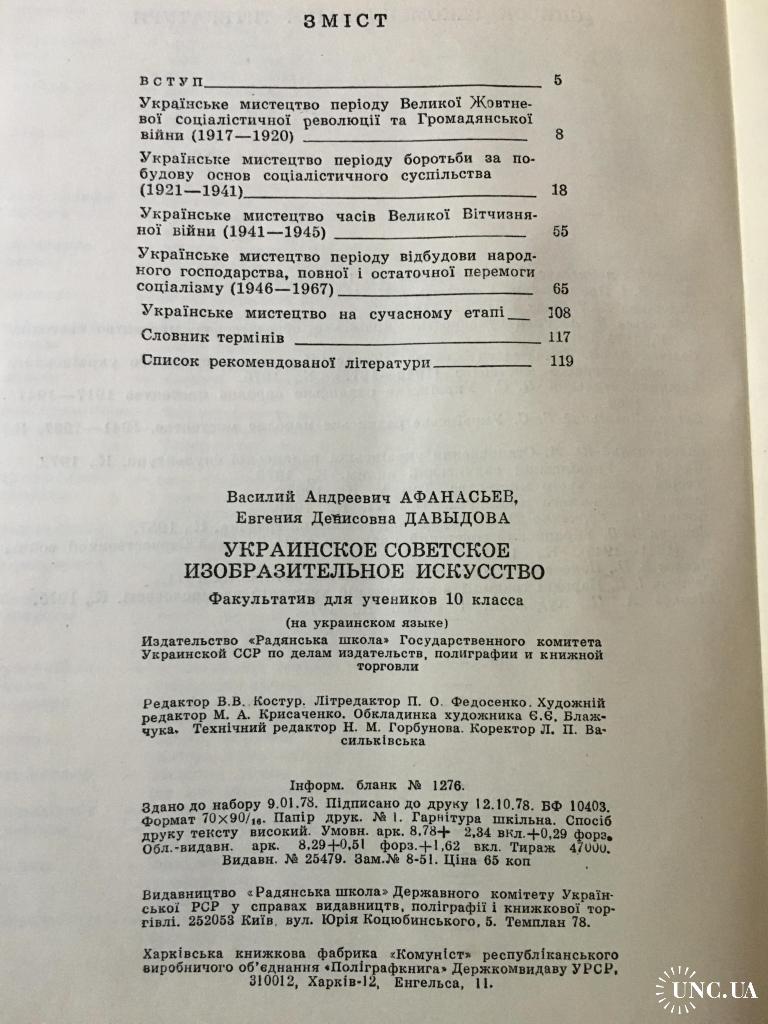 ЗМІСТ
ВСТУП 5
Українське мистецтво періоду Великої Жовтне-
вої соціалістичної революції та Громадянської
війни (1917—1920) 8
Українське мистецтво періоду боротьби за по-
будову основ соціалістичного суспільства
(1921—1941) 18
Українське мистецтво часів Великої Вітчизня-
ної війни (1941—1945) 55
Українське мистецтво періоду відбудови народ-
ного господарства, повної і остаточної перемоги
соціалізму (1946—1967) 65
Українське мистецтво на сучасному етапі 108
Словник термінів 117
Список рекомендованої літератури 119
Василий Андреевич АФАНАСЬЕВ,
Евгения Денисовна ДАВЫДОВА
УКРАИНСКОЕ СОВЕТСКОЕ
ИЗОБРАЗИТЕЛЬНОЕ ИСКУССТВО
Факультатив для учеников 10 класса
(на украинском языке)
Издательство «Радянська школа» Государственного комитета
Украинской ССР по делам издательств, полиграфии и книжной
торговли
Редактор В.В. Костур. Літредактор П. О. Федосенко. Художній
редактор М. А. Крисаченко. Обкладинка художника Є.Є. Блаж-
чука. Технічний редактор Н. М. Горбунова. Коректор Л. П. Ва-
сильківська
Інформ. бланк № 1276.
Здано до набору 9.01.78. Підписано до друку 12.10.78. БФ 10403.
Формат 70×90/16. Папір друк. № 1. Гарнітура шкільна. Спосіб
друку тексту високий. Умовн. арк. 8,78+ 2,34 вкл.+0,29 форз.
Обл.-видавн. арк. 8,29+0,51 форз.+1,62 вкл. Тираж 47000.
Видавн. № 25479. Зам.№ 8-51. Ціна 65 коп
Видавництво «Радянська школа» Державного комітету Україн-
ської РСР у справах видавництв, поліграфії і книжкової тор-
гівлі. 252053 Київ, вул. Юрія Коцюбинського, 5. Темплан 78.
Харківська книжкова фабрика «Комуніст» республіканського
виробничого об'єднання «Поліграфкнига» Держкомвидаву УРСР,
310012, Харків-12, Енгельса, 11.
UNC.UA